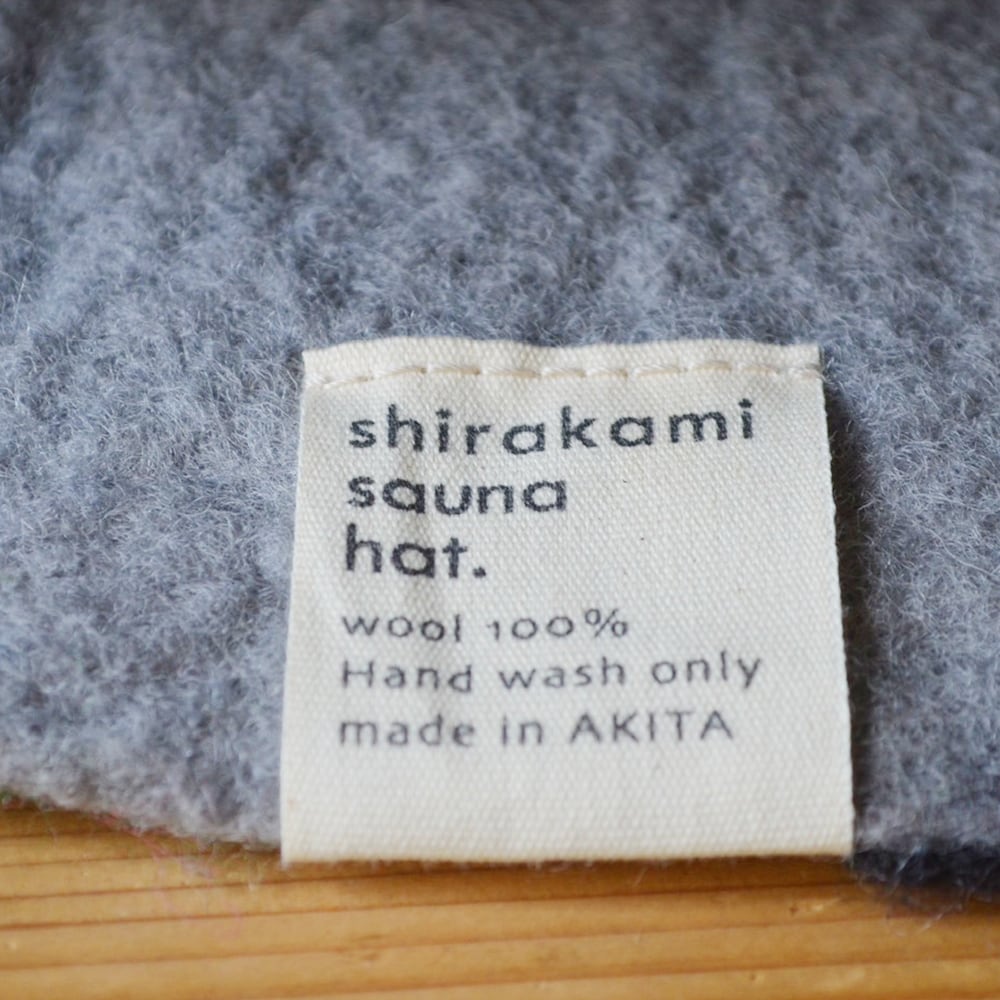 shirakami
sauna
hat.
wool 100%
Hand wash only
made in AKITA